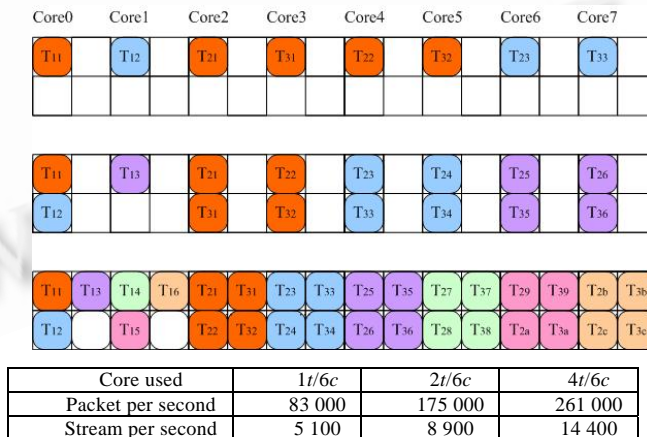 Core0 Core1 Core2 Core3 Core4 Core5 Core6 Core7
T11 T12 T21 T31 T22 T32 T23 T33
T11 T13 T21 T22 T23 T24 T25 T26
T12 T31 T32 T33 T34 T35 T36
T11 T13 T14 T16 T21 T31 T23 T33 T25 T35 T27 T37 T29 T39 T2b T3b
T12 T15 T22 T32 T24 T34 T26 T36 T28 T38 T2a T3a T2c T3c
Core used 1t/6c 2t/6c 4t/6c
Packet per second 83 000 175 000 261 000
Stream per second 5 100 8 900 14 400